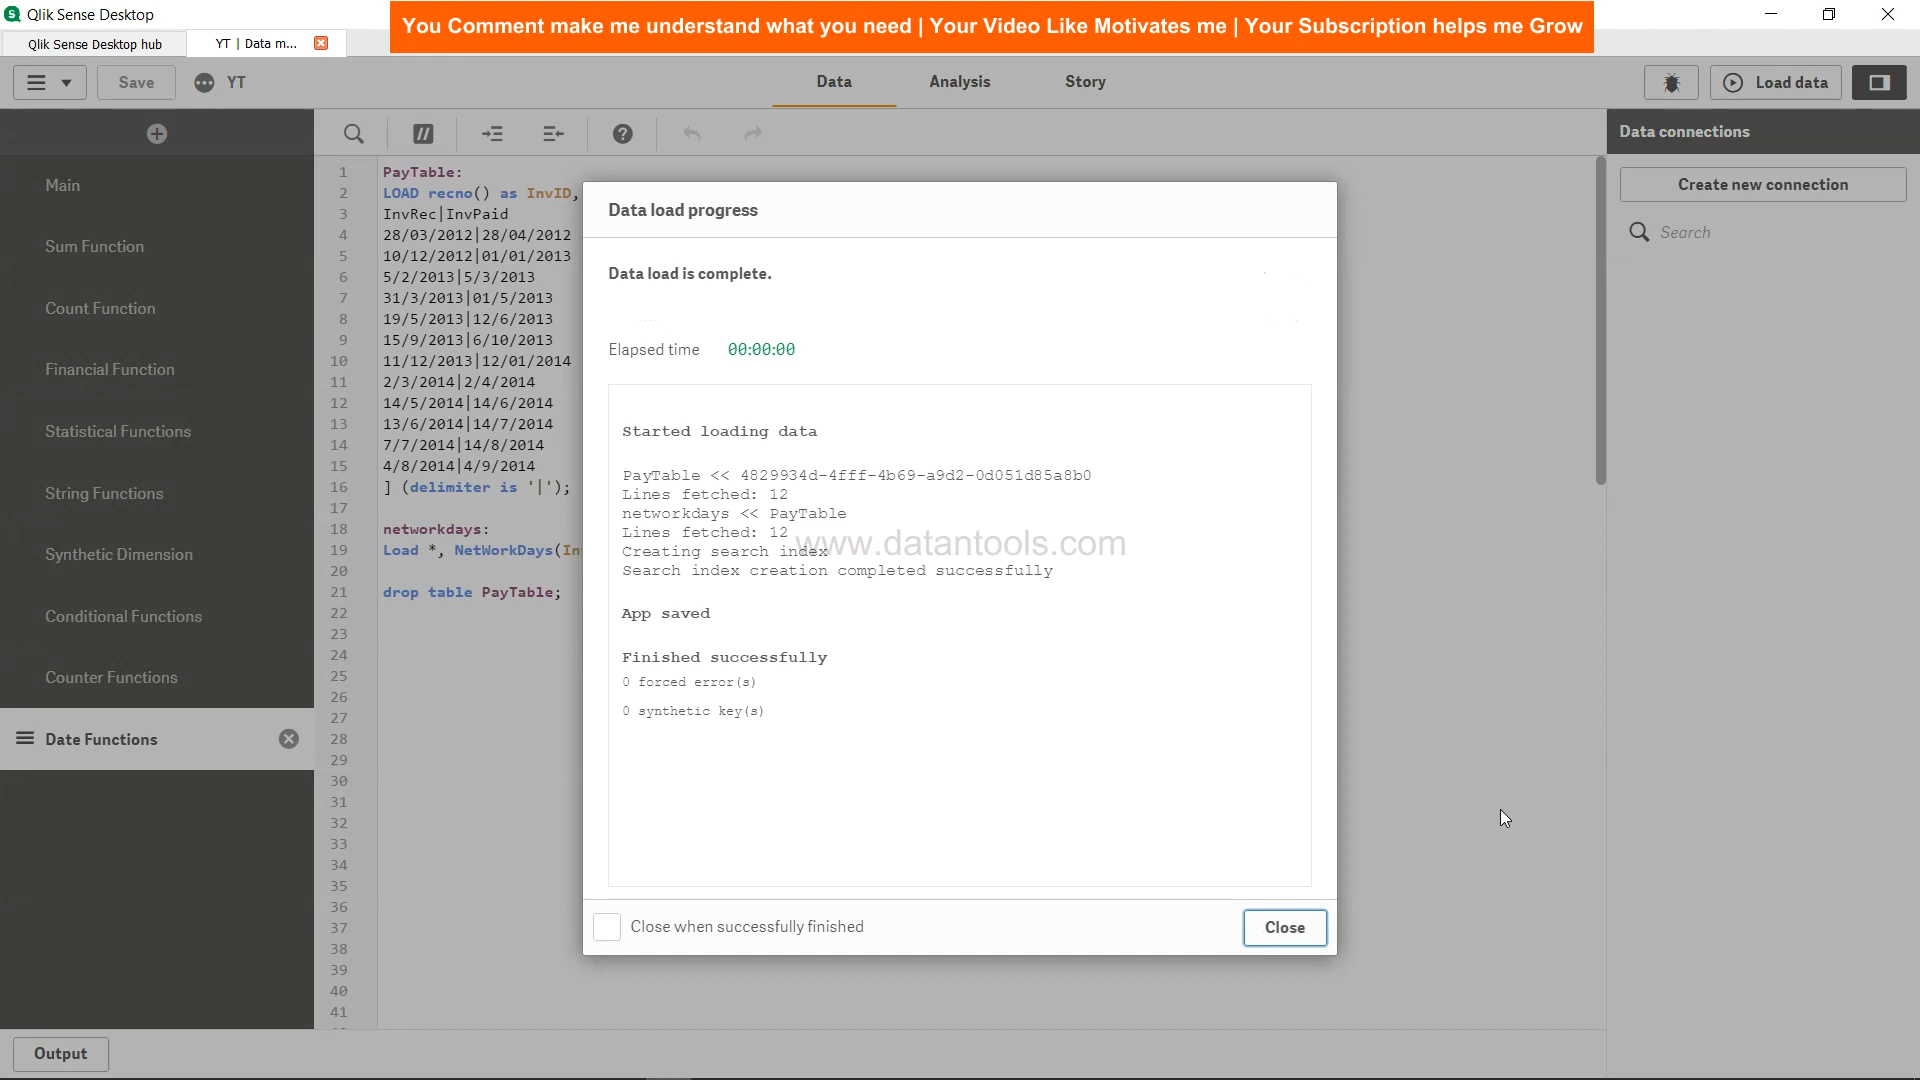 Qlik Sense Desktop
You Comment make me understand what you need | Your Video Like Motivates me | Your Subscription helps me Grow
Qlik Sense Desktop hub
YT | Data m...
Save
YT
Data
Analysis
Story
Load data
Main
Sum Function
Count Function
Financial Function
Statistical Functions
String Functions
Synthetic Dimension
Conditional Functions
Counter Functions
Date Functions
1 PayTable:
2 LOAD recno() as InvID,
3 InvRec|InvPaid
4 28/03/2012|28/04/2012
5 10/12/2012|01/01/2013
6 5/2/2013|5/3/2013
7 31/3/2013|01/5/2013
8 19/5/2013|12/6/2013
9 15/9/2013|6/10/2013
10 11/12/2013|12/01/2014
11 2/3/2014|2/4/2014
12 14/5/2014|14/6/2014
13 13/6/2014|14/7/2014
14 7/7/2014|14/8/2014
15 4/8/2014|4/9/2014
16 ] (delimiter is '|');
17
18 networkdays:
19 Load *, NetWorkDays(In
20
21 drop table PayTable;
22
23
24
25
26
27
28
29
30
31
32
33
34
35
36
37
38
39
40
41
Data load progress
Data load is complete.
Elapsed time 00:00:00
Started loading data
PayTable << 4829934d-4fff-4b69-a9d2-0d051d85a8b0
Lines fetched: 12
networkdays << PayTable
Lines fetched: 12
Creating search index
www.datantools.com
Search index creation completed successfully
App saved
Finished successfully
0 forced error(s)
0 synthetic key(s)
Close when successfully finished
Close
Data connections
Create new connection
Search
Output